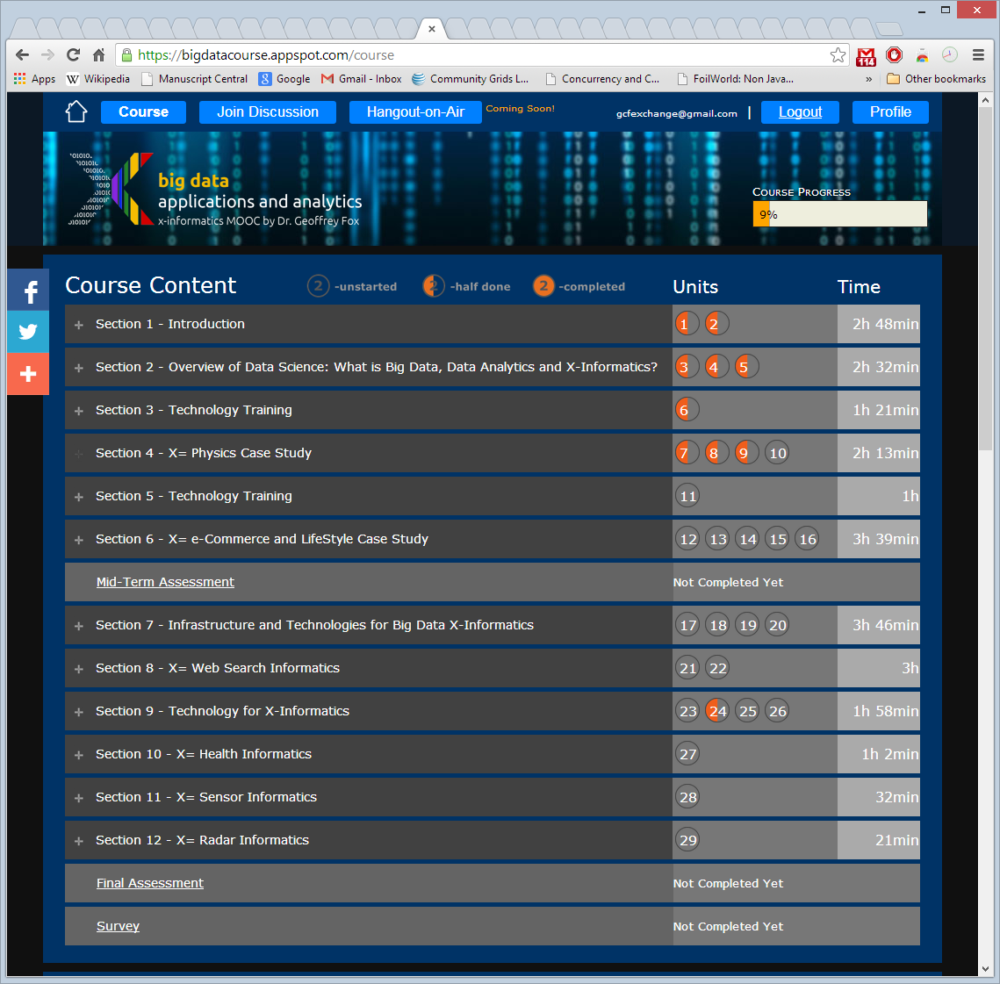 https://bigdatacourse.appspot.com/course
114
Apps Wikipedia Manuscript Central Google Gmail - Inbox Community Grids L... Concurrency and C... FoilWorld: Non Java... » Other bookmarks
Course Join Discussion Hangout-on-Air Coming Soon! gcfexchange@gmail.com | Logout Profile
big data
applications and analytics
x-informatics MOOC by Dr. Geoffrey Fox
Course Progress
9%
Course Content 2 -unstarted 2 -half done 2 -completed Units Time
+ Section 1 - Introduction 1 2 2h 48min
+ Section 2 - Overview of Data Science: What is Big Data, Data Analytics and X-Informatics? 3 4 5 2h 32min
+ Section 3 - Technology Training 6 1h 21min
+ Section 4 - X= Physics Case Study 7 8 9 10 2h 13min
+ Section 5 - Technology Training 11 1h
+ Section 6 - X= e-Commerce and LifeStyle Case Study 12 13 14 15 16 3h 39min
Mid-Term Assessment Not Completed Yet
+ Section 7 - Infrastructure and Technologies for Big Data X-Informatics 17 18 19 20 3h 46min
+ Section 8 - X= Web Search Informatics 21 22 3h
+ Section 9 - Technology for X-Informatics 23 24 25 26 1h 58min
+ Section 10 - X= Health Informatics 27 1h 2min
+ Section 11 - X= Sensor Informatics 28 32min
+ Section 12 - X= Radar Informatics 29 21min
Final Assessment Not Completed Yet
Survey Not Completed Yet